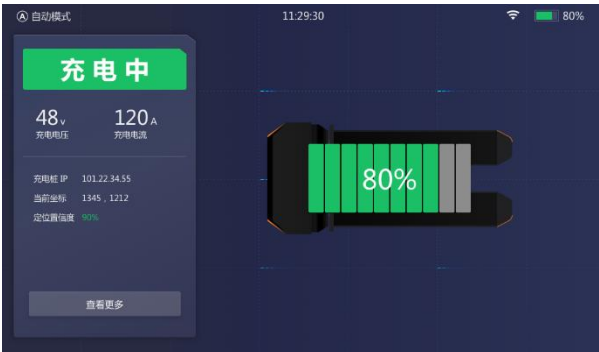 A 自动模式
11:29:30
80%
充电中
48v 120A
充电电压 充电电流
充电桩 IP 101.22.34.55
当前坐标 1345 , 1212
定位置信度 90%
查看更多
80%